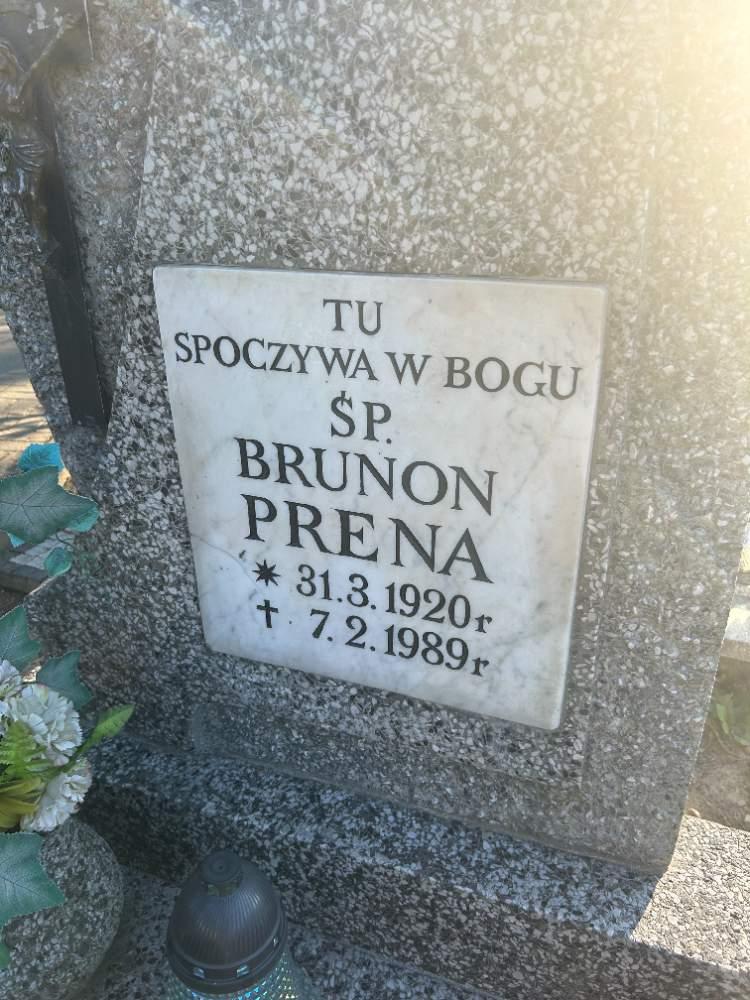 TU
SPOCZYWA W BOGU
ŚP.
BRUNON
PRENA
* 31.3.1920r
✝ 7.2.1989r